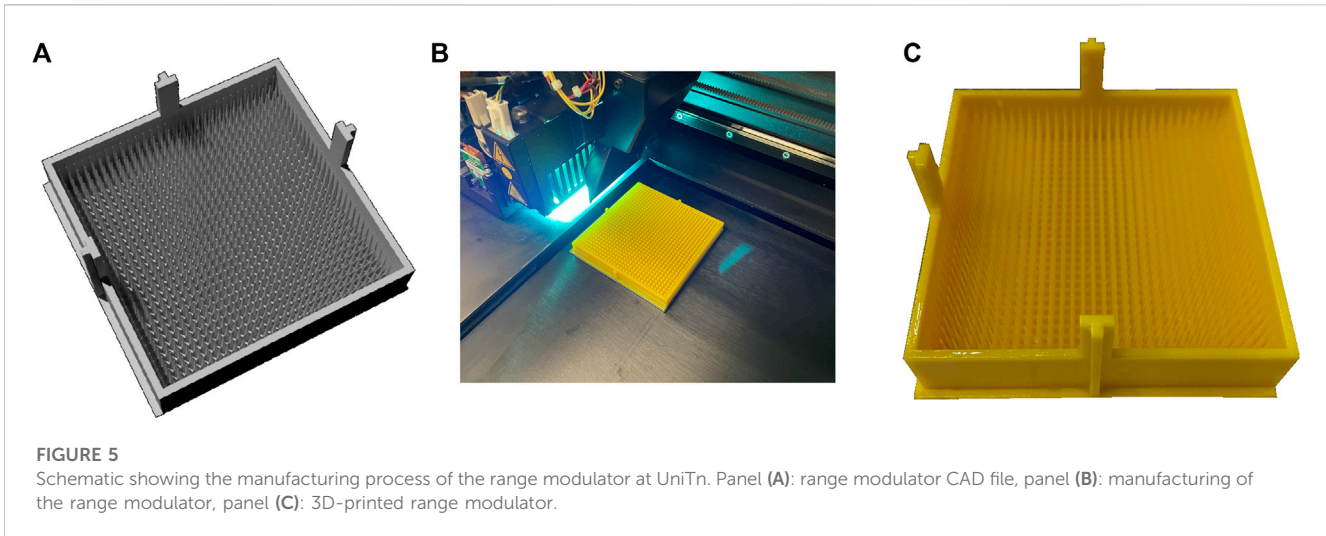 A
B
C
FIGURE 5
Schematic showing the manufacturing process of the range modulator at UniTn. Panel (A): range modulator CAD file, panel (B): manufacturing of
the range modulator, panel (C): 3D-printed range modulator.